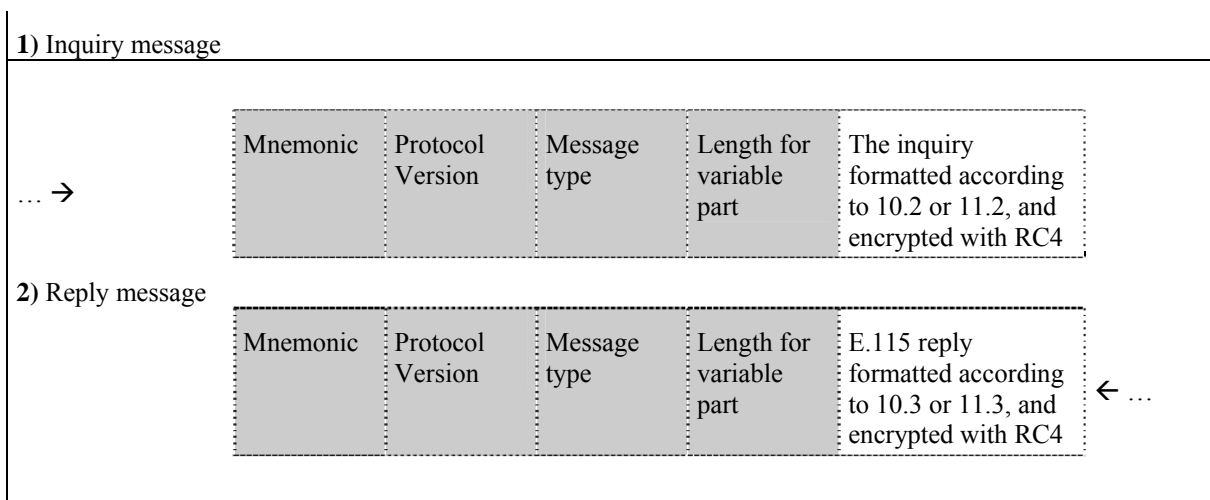 1) Inquiry message
… →
Mnemonic
Protocol
Version
Message
type
Length for
variable
part
The inquiry
formatted according
to 10.2 or 11.2, and
encrypted with RC4
2) Reply message
Mnemonic
Protocol
Version
Message
type
Length for
variable
part
E.115 reply
formatted according
to 10.3 or 11.3, and
encrypted with RC4
← …